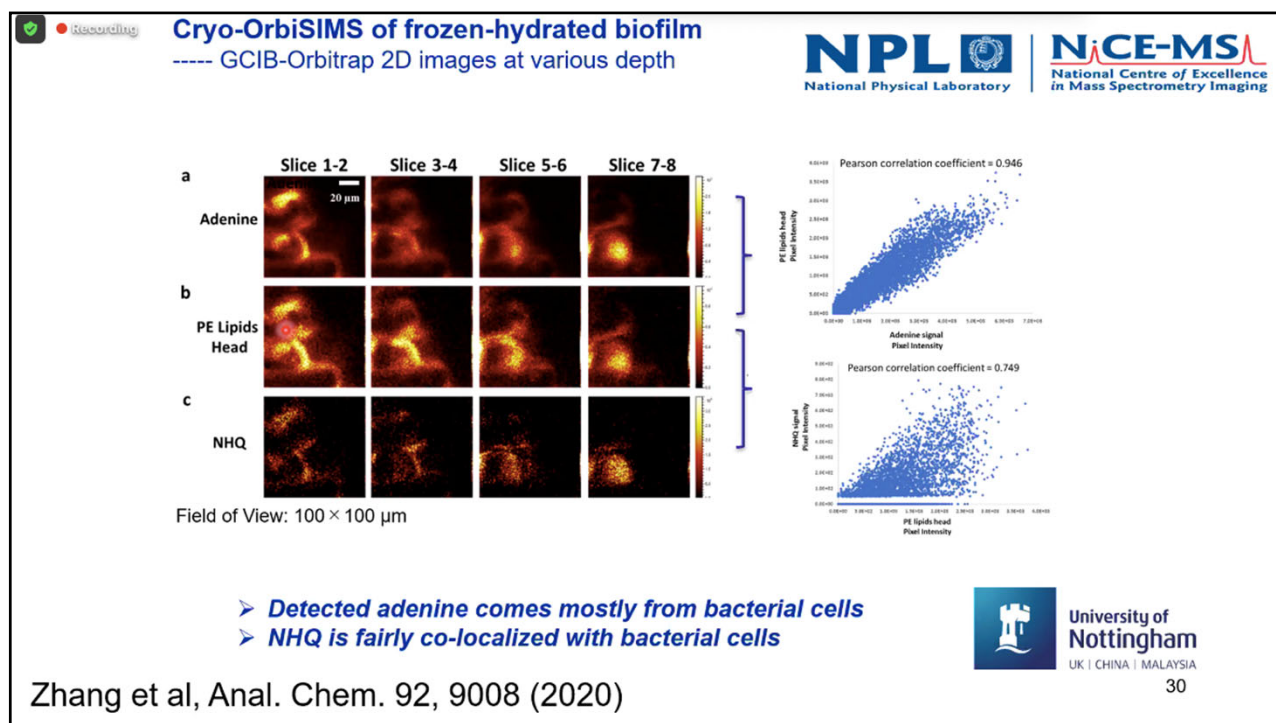 Recording
Cryo-OrbiSIMS of frozen-hydrated biofilm
----- GCIB-Orbitrap 2D images at various depth
NPL
National Physical Laboratory
NiCE-MSI
National Centre of Excellence
in Mass Spectrometry Imaging
Slice 1-2 Slice 3-4 Slice 5-6 Slice 7-8
a
Adenine
20 µm
b
PE Lipids
Head
c
NHQ
Field of View: 100 × 100 µm
Pearson correlation coefficient = 0.946
PE lipids head
Pixel Intensity
Adenine signal
Pixel Intensity
Pearson correlation coefficient = 0.749
NHQ signal
Pixel Intensity
PE lipids head
Pixel Intensity
➢ Detected adenine comes mostly from bacterial cells
➢ NHQ is fairly co-localized with bacterial cells
University of
Nottingham
UK | CHINA | MALAYSIA
30
Zhang et al, Anal. Chem. 92, 9008 (2020)